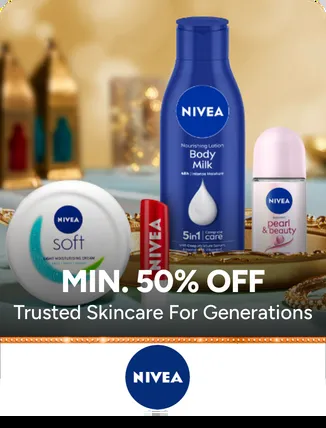 NIVEA
Nourishing Lotion
Body
Milk
5in1 complete care
NIVEA
pearl
& beauty
NIVEA
soft
NIVEA
MIN. 50% OFF
Trusted Skincare For Generations
NIVEA